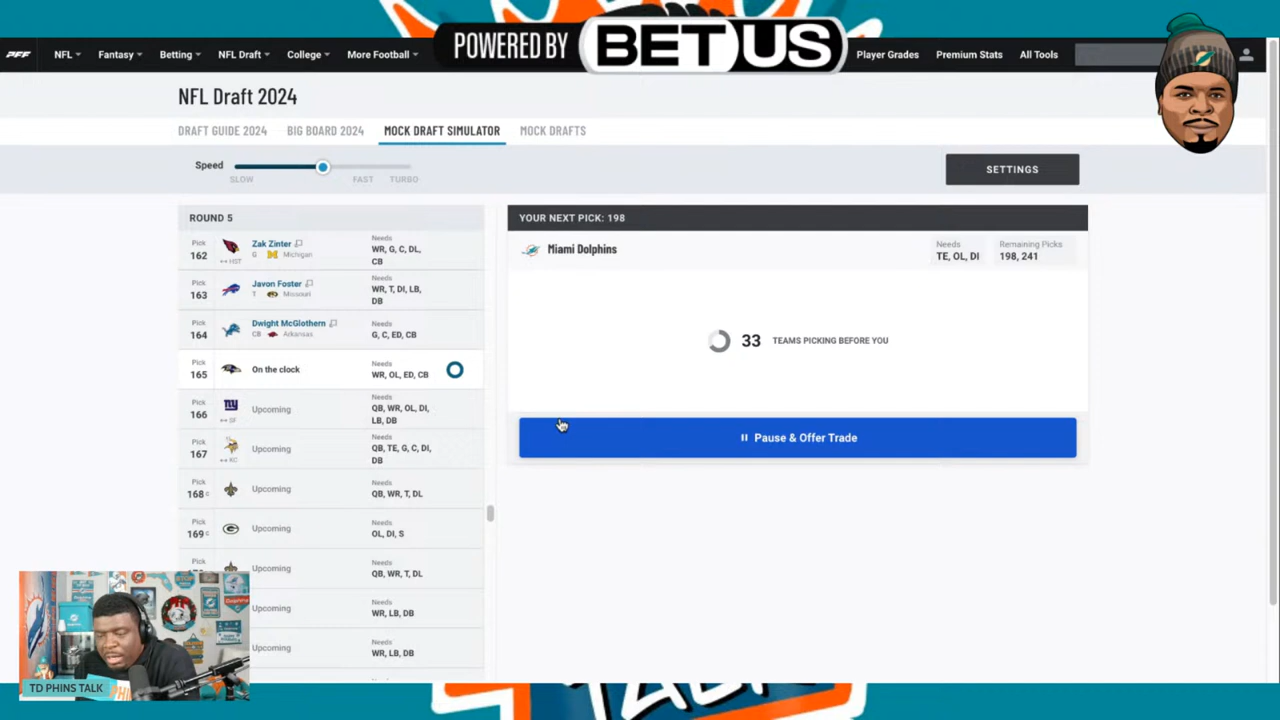 POWERED BY BETUS
PFF NFL Fantasy Betting NFL Draft College More Football Player Grades Premium Stats All Tools
NFL Draft 2024
DRAFT GUIDE 2024 BIG BOARD 2024 MOCK DRAFT SIMULATOR MOCK DRAFTS
Speed
SLOW FAST TURBO
SETTINGS
ROUND 5
Pick 162 Zak Zinter G Michigan Needs WR, G, C, DL, CB
HST
Pick 163 Javon Foster T Missouri Needs WR, T, DI, LB, DB
Pick 164 Dwight McGlothern CB Arkansas Needs G, C, ED, CB
Pick 165 On the clock Needs WR, OL, ED, CB
Pick 166 Upcoming Needs QB, WR, OL, DI, LB, DB
SF
Pick 167 Upcoming Needs QB, TE, G, C, DI, DB
KC
Pick 168 C Upcoming Needs QB, WR, T, DL
Pick 169 C Upcoming Needs OL, DI, S
Upcoming Needs QB, WR, T, DL
Upcoming Needs WR, LB, DB
Upcoming Needs WR, LB, DB
YOUR NEXT PICK: 198
Miami Dolphins
Needs TE, OL, DI
Remaining Picks 198, 241
33 TEAMS PICKING BEFORE YOU
Pause & Offer Trade
TD PHINS TALK
TALK